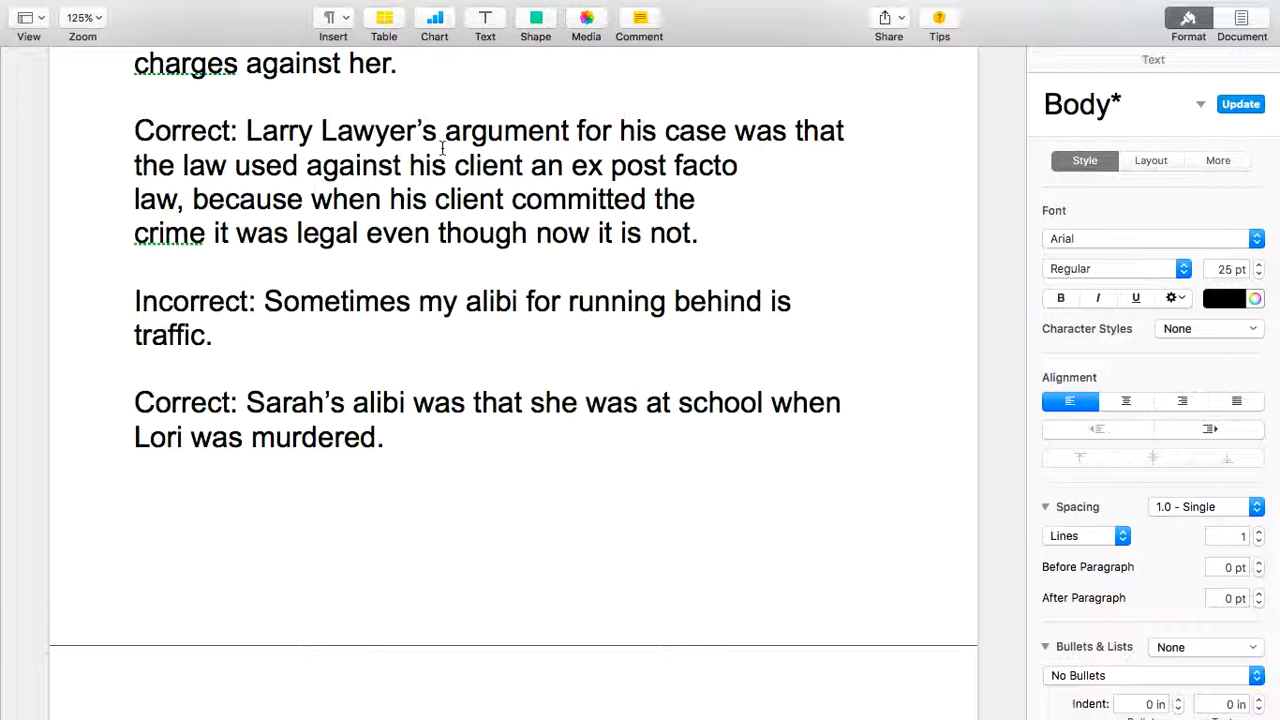 View
125%
Zoom
Insert
Table
Chart
Text
Shape
Media
Comment
Share
Tips
Format
Document
charges against her.
Correct: Larry Lawyer’s argument for his case was that
the law used against his client an ex post facto
law, because when his client committed the
crime it was legal even though now it is not.
Incorrect: Sometimes my alibi for running behind is
traffic.
Correct: Sarah’s alibi was that she was at school when
Lori was murdered.
Text
Body*
Update
Style
Layout
More
Font
Arial
Regular
25 pt
B
I
U
Character Styles
None
Alignment
Spacing
1.0 - Single
Lines
1
Before Paragraph
0 pt
After Paragraph
0 pt
Bullets & Lists
None
No Bullets
Indent:
0 in
0 in